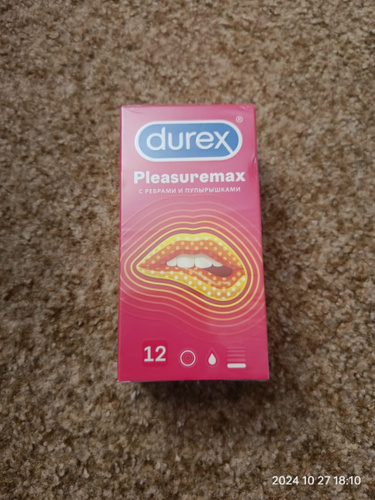 durex®
Pleasuremax
С РЕБРАМИ И ПУПЫРЫШКАМИ
12
2024 10 27 18:10